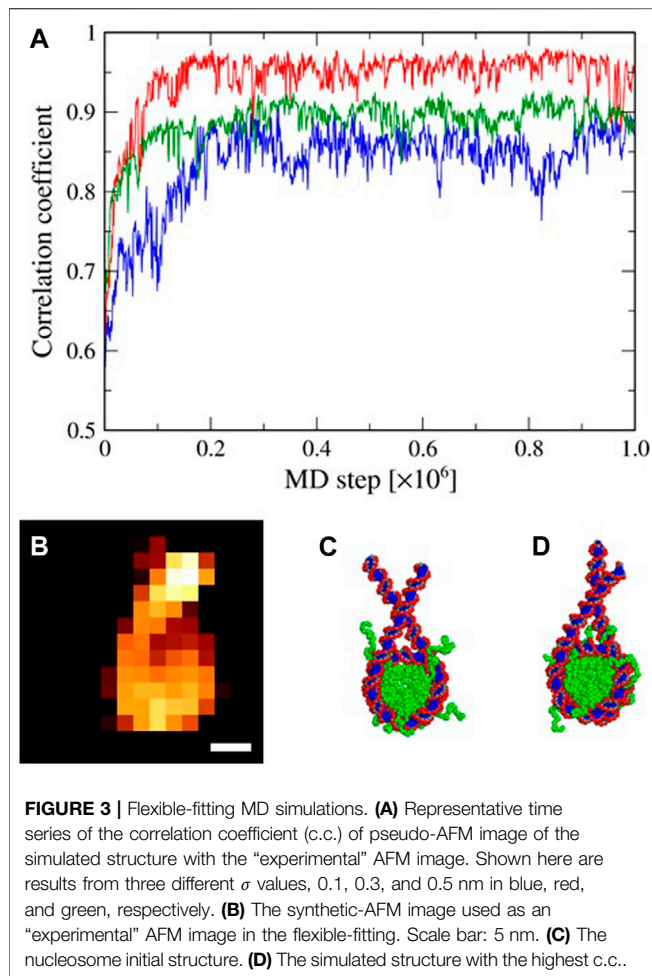 A
1
0.9
0.8
0.7
0.6
0.5
Correlation coefficient
0 0.2 0.4 0.6 0.8 1.0
MD step [×10⁶]
B
C
D
FIGURE 3 | Flexible-fitting MD simulations. (A) Representative time
series of the correlation coefficient (c.c.) of pseudo-AFM image of the
simulated structure with the “experimental” AFM image. Shown here are
results from three different σ values, 0.1, 0.3, and 0.5 nm in blue, red,
and green, respectively. (B) The synthetic-AFM image used as an
“experimental” AFM image in the flexible-fitting. Scale bar: 5 nm. (C) The
nucleosome initial structure. (D) The simulated structure with the highest c.c..